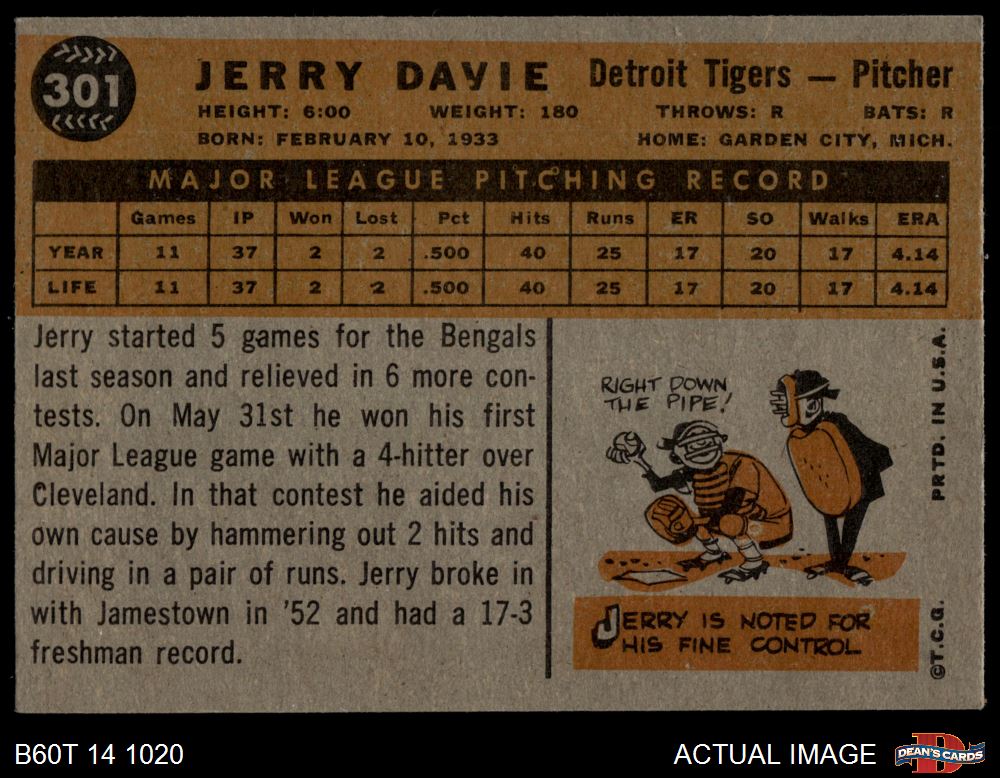 301
JERRY DAVIE Detroit Tigers — Pitcher
HEIGHT: 6:00 WEIGHT: 180 THROWS: R BATS: R
BORN: FEBRUARY 10, 1933 HOME: GARDEN CITY, MICH.
MAJOR LEAGUE PITCHING RECORD
Games IP Won Lost Pct Hits Runs ER SO Walks ERA
YEAR 11 37 2 2 .500 40 25 17 20 17 4.14
LIFE 11 37 2 2 .500 40 25 17 20 17 4.14
Jerry started 5 games for the Bengals
last season and relieved in 6 more con-
tests. On May 31st he won his first
Major League game with a 4-hitter over
Cleveland. In that contest he aided his
own cause by hammering out 2 hits and
driving in a pair of runs. Jerry broke in
with Jamestown in '52 and had a 17-3
freshman record.
RIGHT DOWN
THE PIPE!
JERRY IS NOTED FOR
HIS FINE CONTROL
©T.C.G. PRTD. IN U.S.A.
B60T 14 1020
ACTUAL IMAGE
DEAN'S CARDS